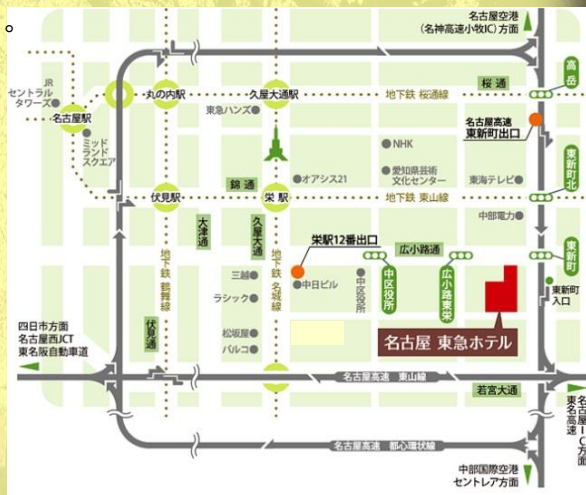 。
名古屋空港
(名神高速小牧IC)方面
高岳
桜 通
JR
セントラル
タワーズ
名古屋駅
丸の内駅
久屋大通駅
地下鉄 桜通線
東急ハンズ
名古屋高速
東新町出口
ミッド
ランド
スクエア
NHK
愛知県芸術
文化センター
東海テレビ
東新町北
オアシス21
錦 通
伏見駅
栄 駅
地下鉄 東山線
中部電力
大津通
久屋大通
栄駅12番出口
広小路通
東新町
地下鉄 鶴舞線
地下鉄 名城線
三越
中日ビル
中区役所
中区役所
広小路東栄
東新町
入口
ラシック
伏見通
松坂屋
パルコ
名古屋 東急ホテル
四日市方面
名古屋西JCT
東名阪自動車道
名古屋高速 東山線
若宮大通
名古屋IC方面
東名高速
名古屋高速 都心環状線
中部国際空港
セントレア方面